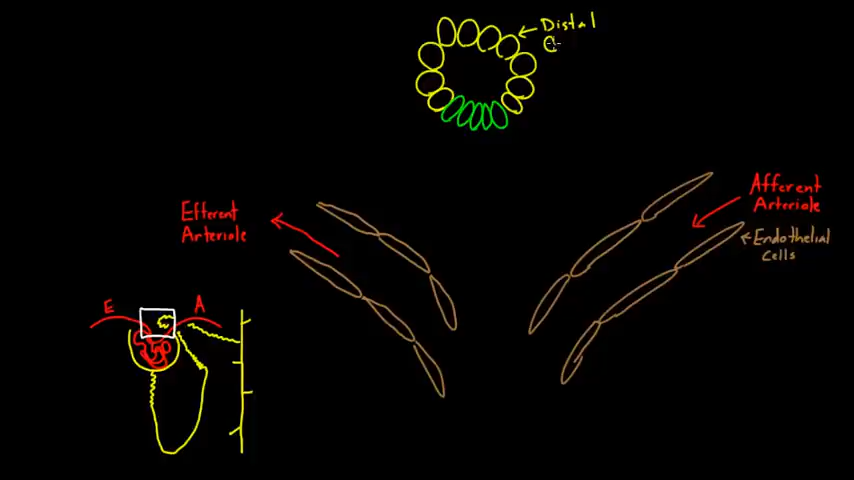 Distal
C
Efferent
Arteriole
Afferent
Arteriole
Endothelial
Cells
E
A